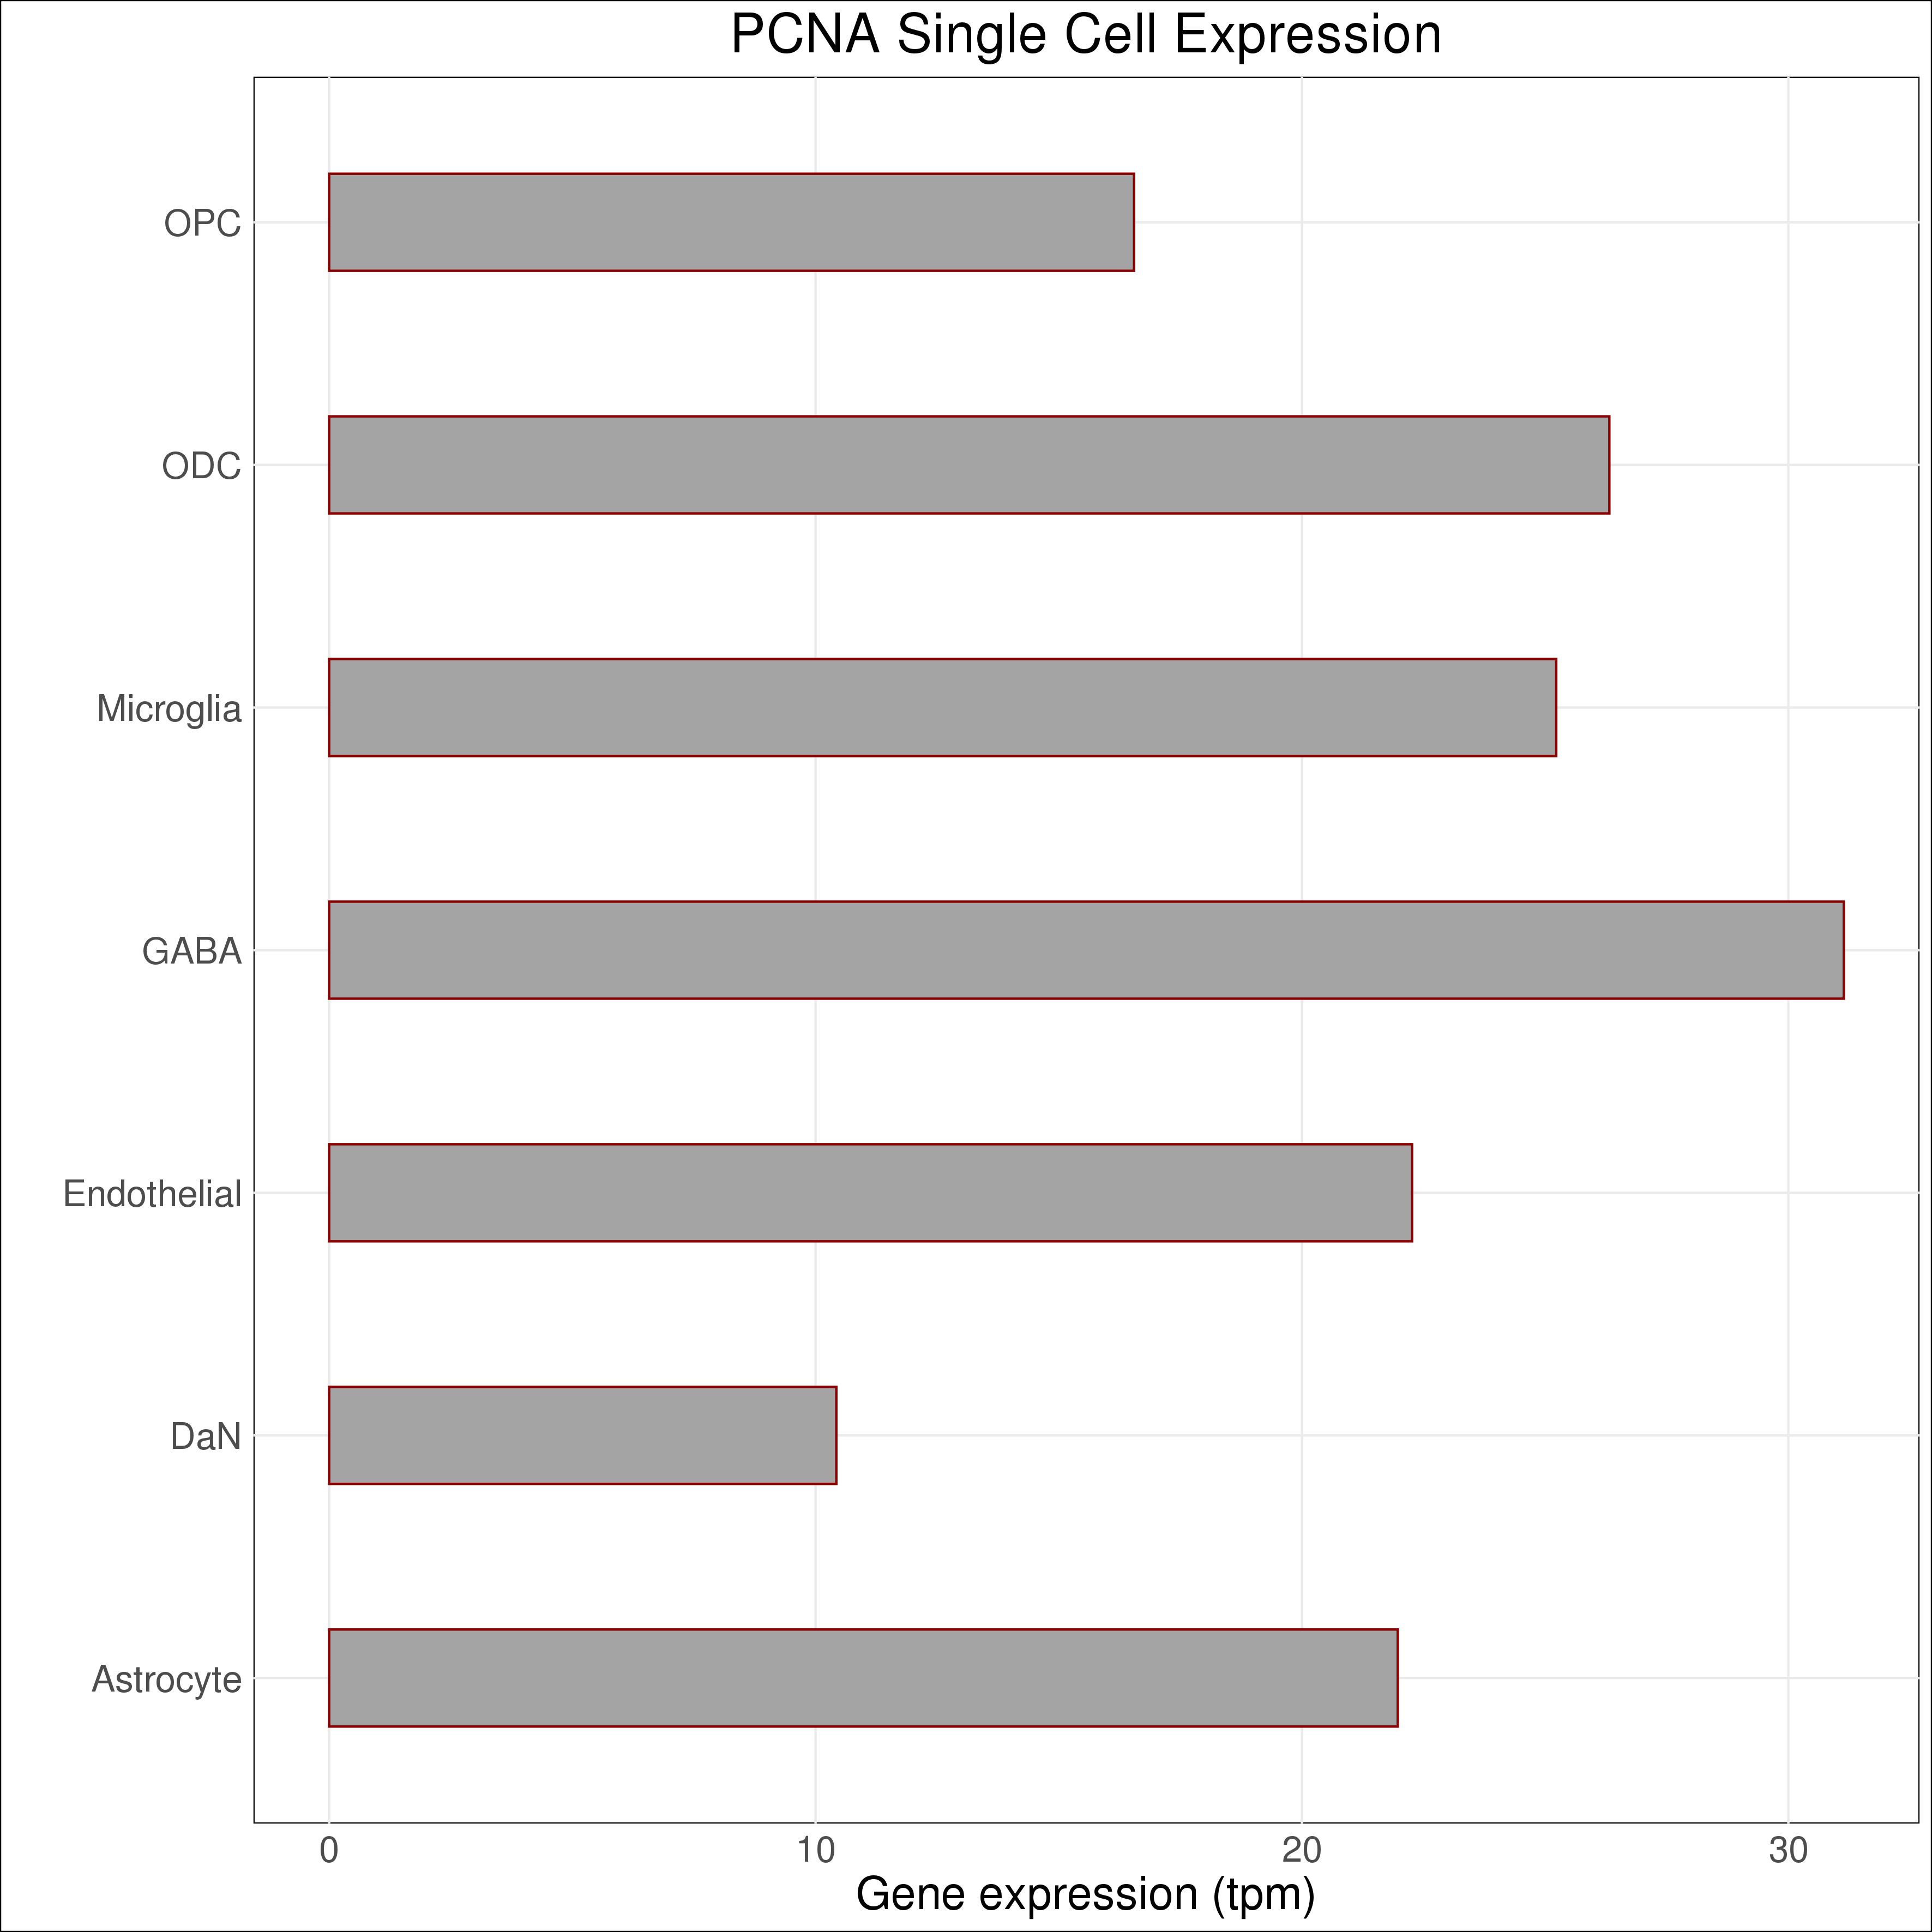 PCNA Single Cell Expression
OPC
ODC
Microglia
GABA
Endothelial
DaN
Astrocyte
0 10 20 30
Gene expression (tpm)